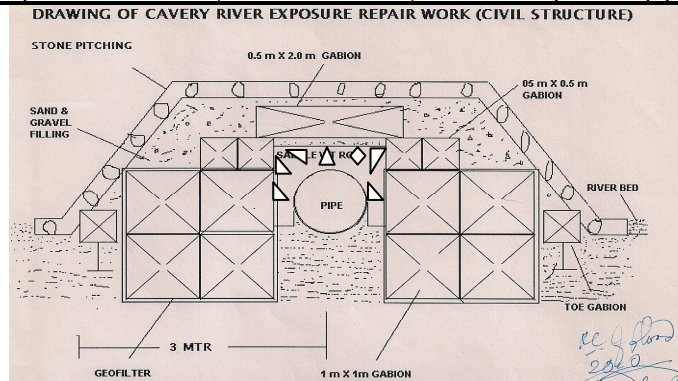 DRAWING OF CAVERY RIVER EXPOSURE REPAIR WORK (CIVIL STRUCTURE)
STONE PITCHING
0.5 m X 2.0 m GABION
05 m X 0.5 m
GABION
SAND &
GRAVEL
FILLING
RIVER BED
PIPE
TOE GABION
3 MTR
GEOFILTER
1 m X 1m GABION